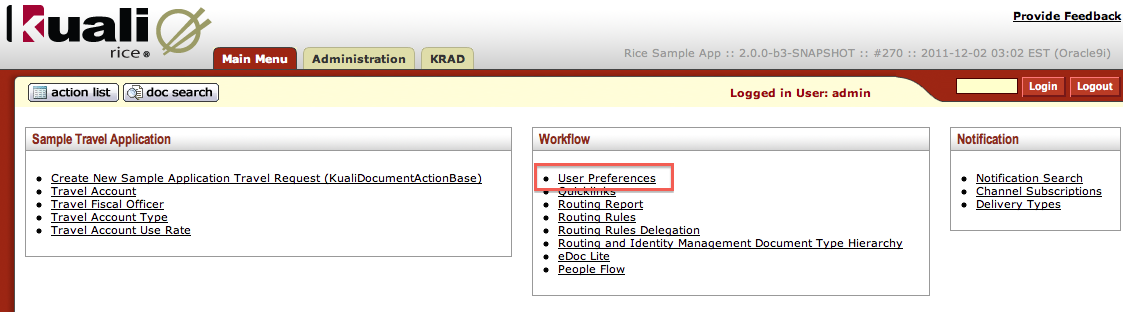 kuali
rice ®
Provide Feedback
Main Menu
Administration
KRAD
Rice Sample App :: 2.0.0-b3-SNAPSHOT :: #270 :: 2011-12-02 03:02 EST (Oracle9i)
action list
doc search
Logged in User: admin
Login
Logout
Sample Travel Application
Create New Sample Application Travel Request (KualiDocumentActionBase)
Travel Account
Travel Fiscal Officer
Travel Account Type
Travel Account Use Rate
Workflow
User Preferences
Quicklinks
Routing Report
Routing Rules
Routing Rules Delegation
Routing and Identity Management Document Type Hierarchy
eDoc Lite
People Flow
Notification
Notification Search
Channel Subscriptions
Delivery Types